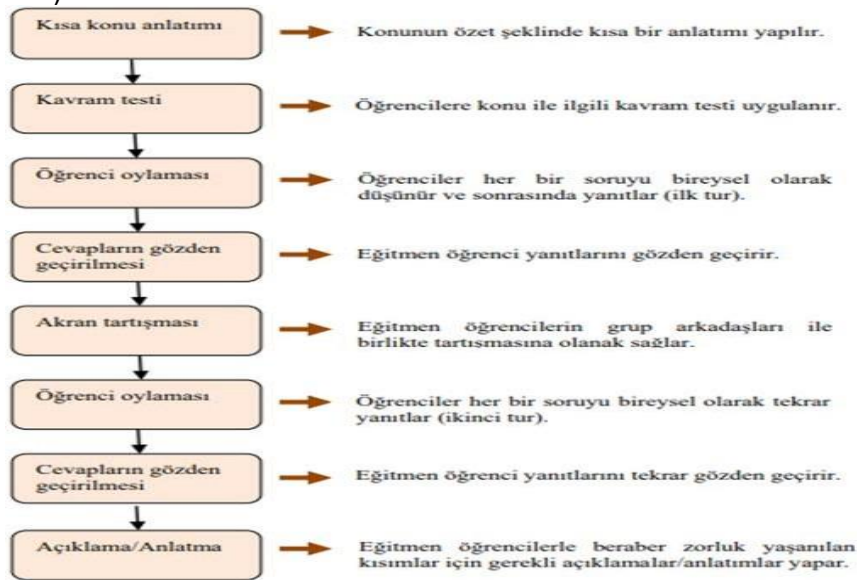 Kısa konu anlatımı
Konunun özet şeklinde kısa bir anlatımı yapılır.
Kavram testi
Öğrencilere konu ile ilgili kavram testi uygulanır.
Öğrenci oylaması
Öğrenciler her bir soruyu bireysel olarak
düşünür ve sonrasında yanıtlar (ilk tur).
Cevapların gözden
geçirilmesi
Eğitmen öğrenci yanıtlarını gözden geçirir.
Akran tartışması
Eğitmen öğrencilerin grup arkadaşları ile
birlikte tartışmasına olanak sağlar.
Öğrenci oylaması
Öğrenciler her bir soruyu bireysel olarak tekrar
yanıtlar (ikinci tur).
Cevapların gözden
geçirilmesi
Eğitmen öğrenci yanıtlarını tekrar gözden geçirir.
Açıklama/Anlatma
Eğitmen öğrencilerle beraber zorluk yaşanılan
kısımlar için gerekli açıklamalar/anlatımlar yapar.